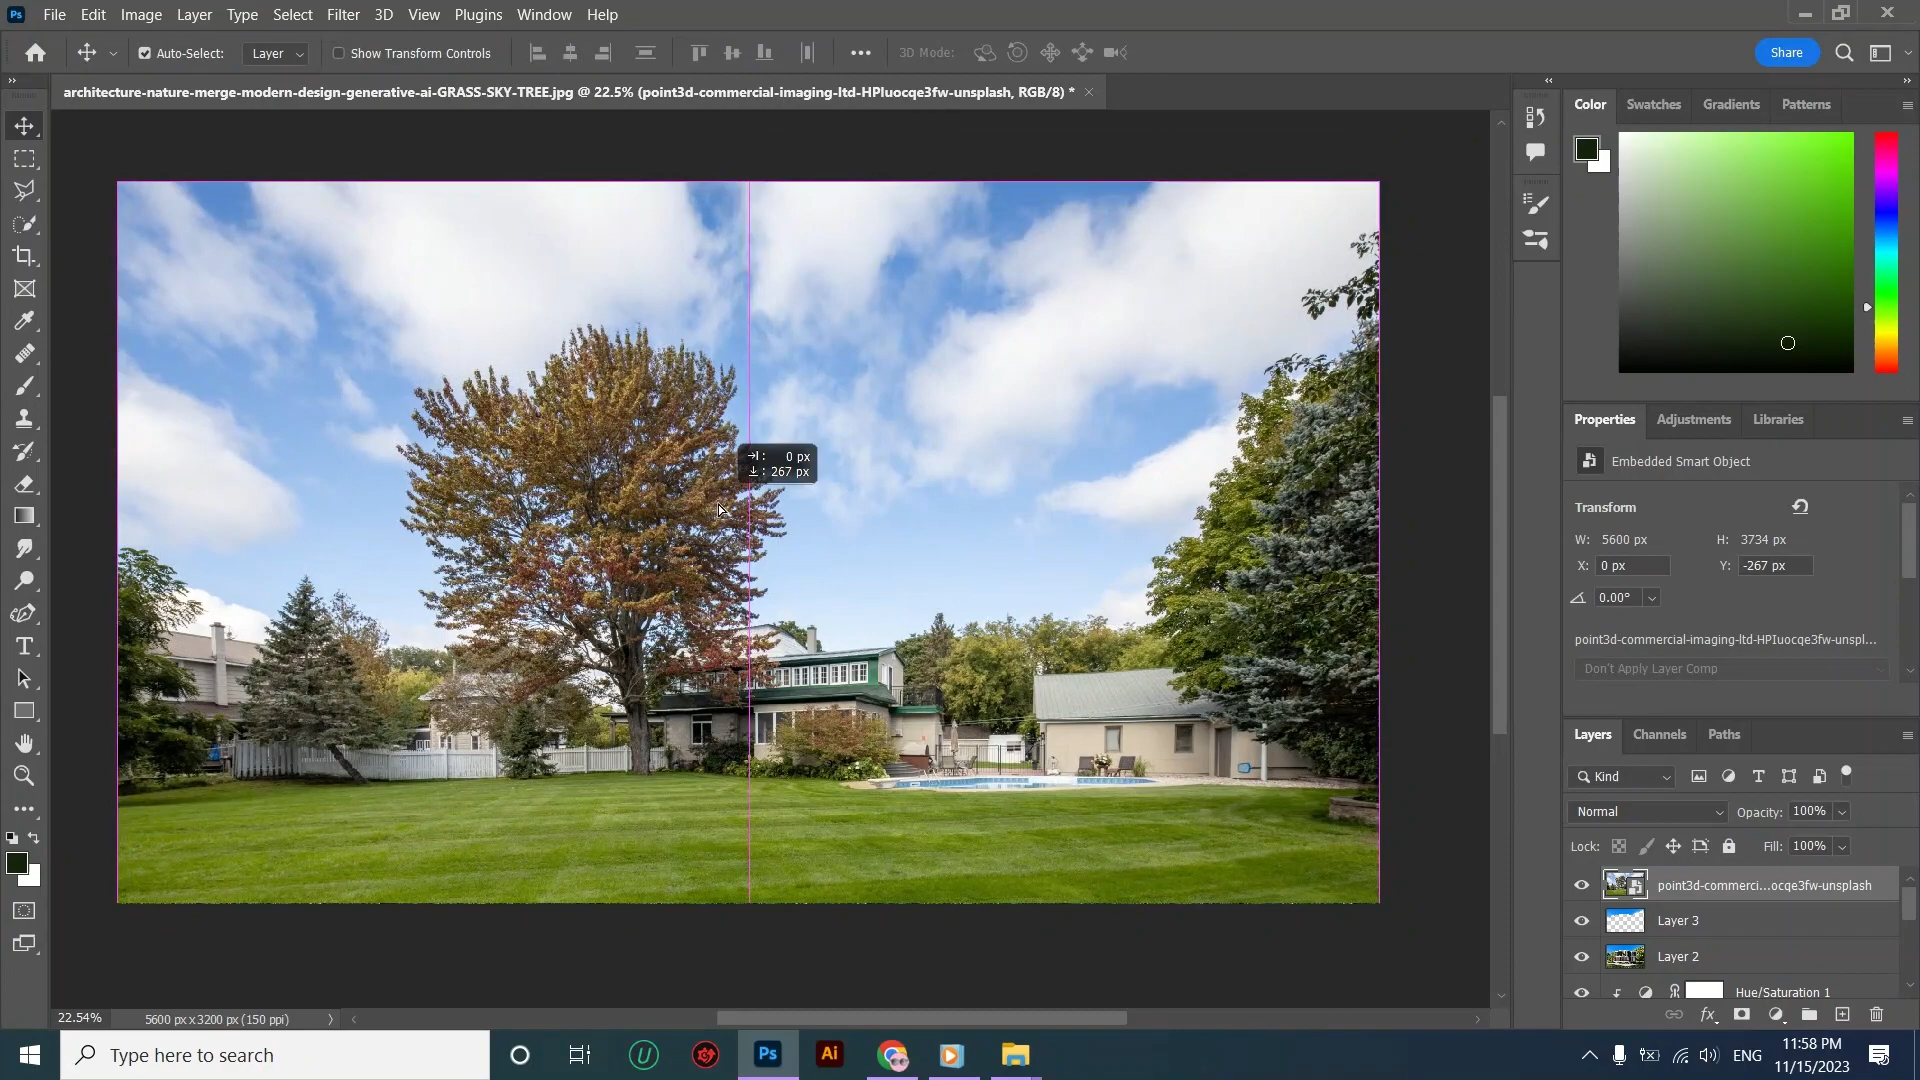 Ps File Edit Image Layer Type Select Filter 3D View Plugins Window Help
Auto-Select: Layer Show Transform Controls 3D Mode: Share
architecture-nature-merge-modern-design-generative-ai-GRASS-SKY-TREE.jpg @ 22.5% (point3d-commercial-imaging-ltd-HPIuocqe3fw-unsplash, RGB/8) *
Color Swatches Gradients Patterns
Properties Adjustments Libraries
Embedded Smart Object
Transform
W: 5600 px H: 3734 px
X: 0 px Y: -267 px
0.00°
point3d-commercial-imaging-ltd-HPIuocqe3fw-unspl...
Don't Apply Layer Comp
0 px
267 px
Layers Channels Paths
Kind
Normal Opacity: 100%
Lock: Fill: 100%
point3d-commerci...ocqe3fw-unsplash
Layer 3
Layer 2
Hue/Saturation 1
22.54% 5600 px x 3200 px (150 ppi)
Type here to search
Ps Ai
ENG
11:58 PM
11/15/2023